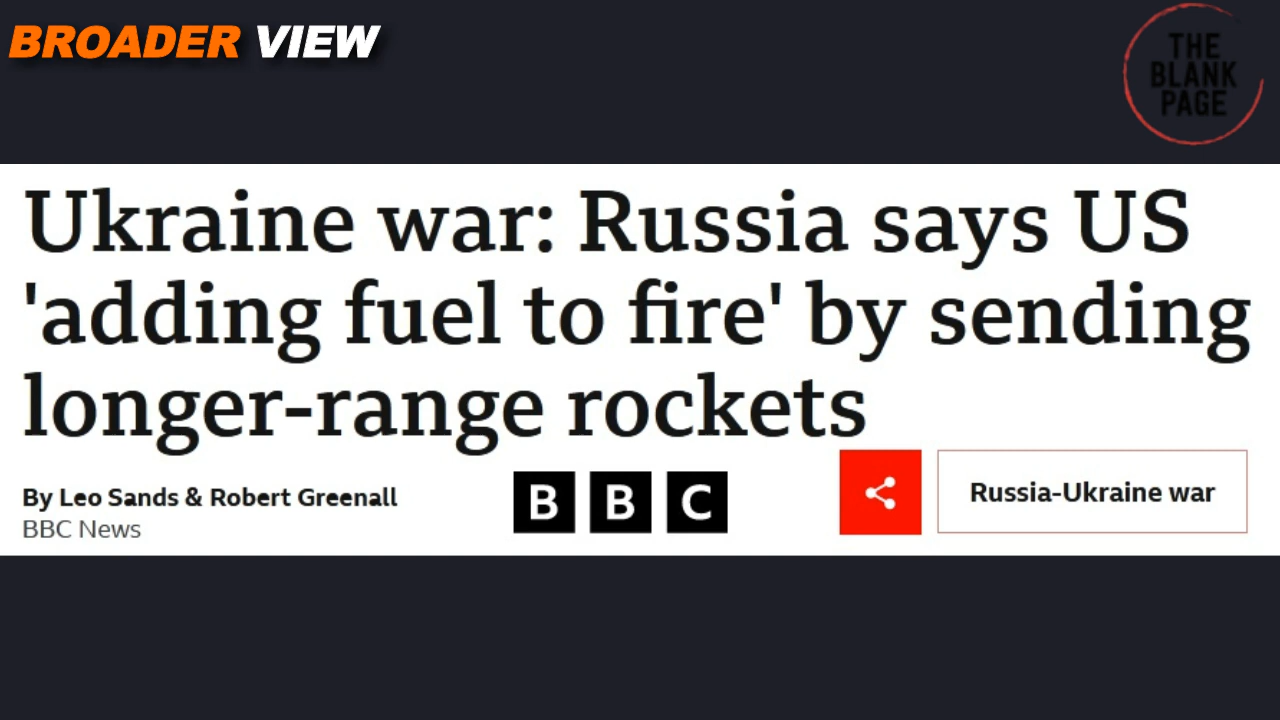 BROADER VIEW
THE
BLANK
PAGE
Ukraine war: Russia says US
'adding fuel to fire' by sending
longer-range rockets
By Leo Sands & Robert Greenall
BBC News
BBC
Russia-Ukraine war